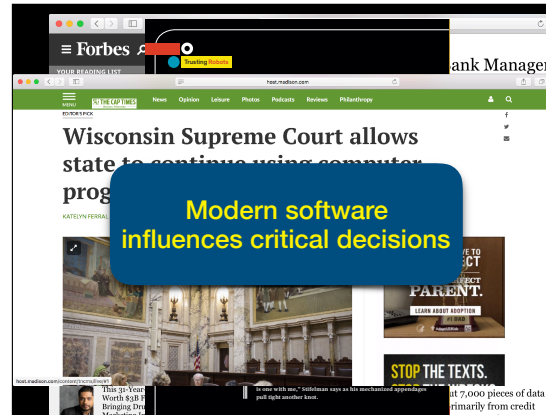 Forbes
YOUR READING LIST
Trusting Robots
ank Manage
host.madison.com
MENU
THE CAP TIMES
News Opinion Leisure Photos Podcasts Reviews Philanthropy
EDITOR'S PICK
Wisconsin Supreme Court allows
state to continue using computer
prog
KATELYN FERRAL
Modern software
influences critical decisions
PARENT.
LEARN ABOUT ADOPTION
STOP THE TEXTS.
host.madison.com/content/tncms/live/#1
This 31-Year-
Worth $3B F
Bringing Dru
is one with me," Stifelman says as his mechanized appendages
pull tight another knot.
ut 7,000 pieces of data
rimarily from credit